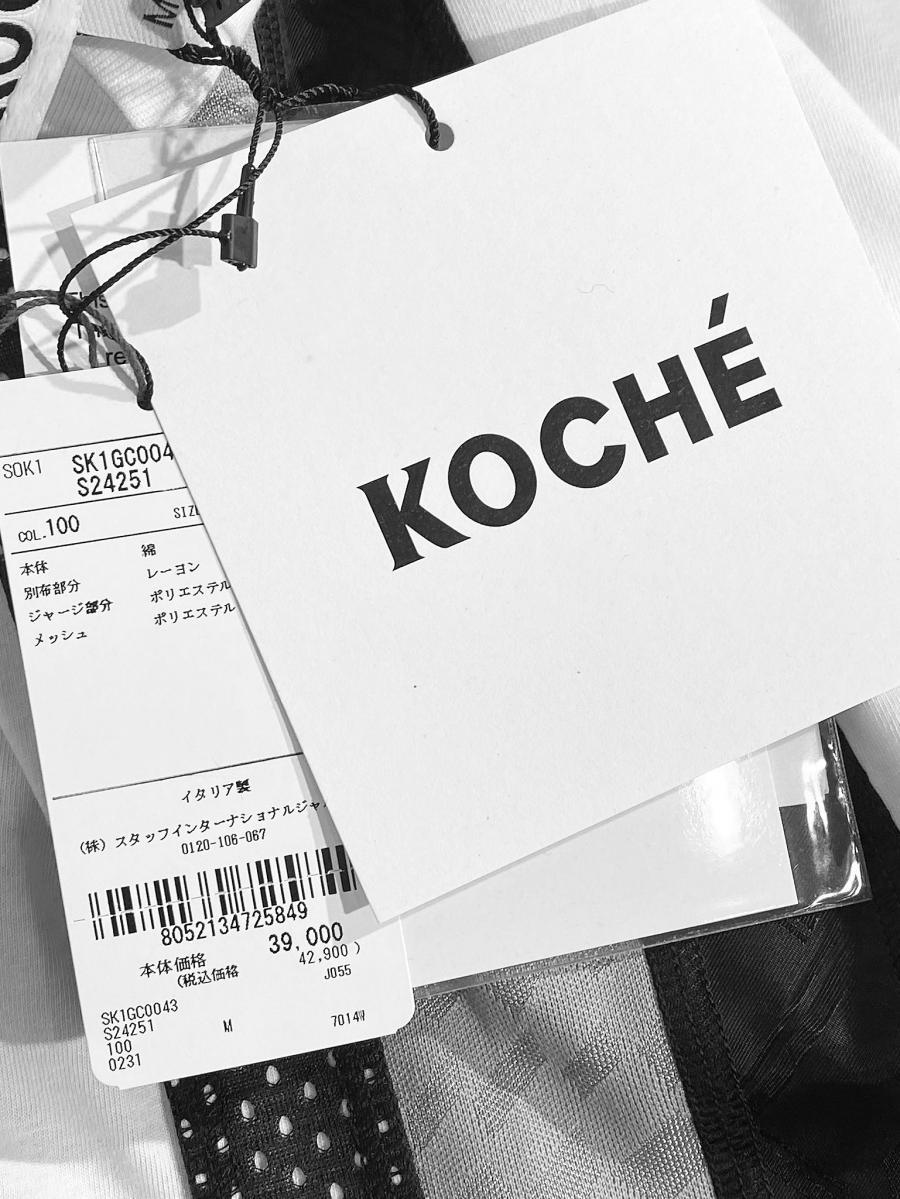 KOCHÉ
re
SOK1 SK1GC004
S24251
COL.100 SIZ
本体 綿
別布部分 レーヨン
ジャージ部分 ポリエステル
メッシュ ポリエステル
イタリア製
(株) スタッフインターナショナルジャ
0120-106-067
8052134725849
本体価格 39,000
(税込価格 42,900 )
J055
SK1GC0043
S24251 M 7014W
100
0231